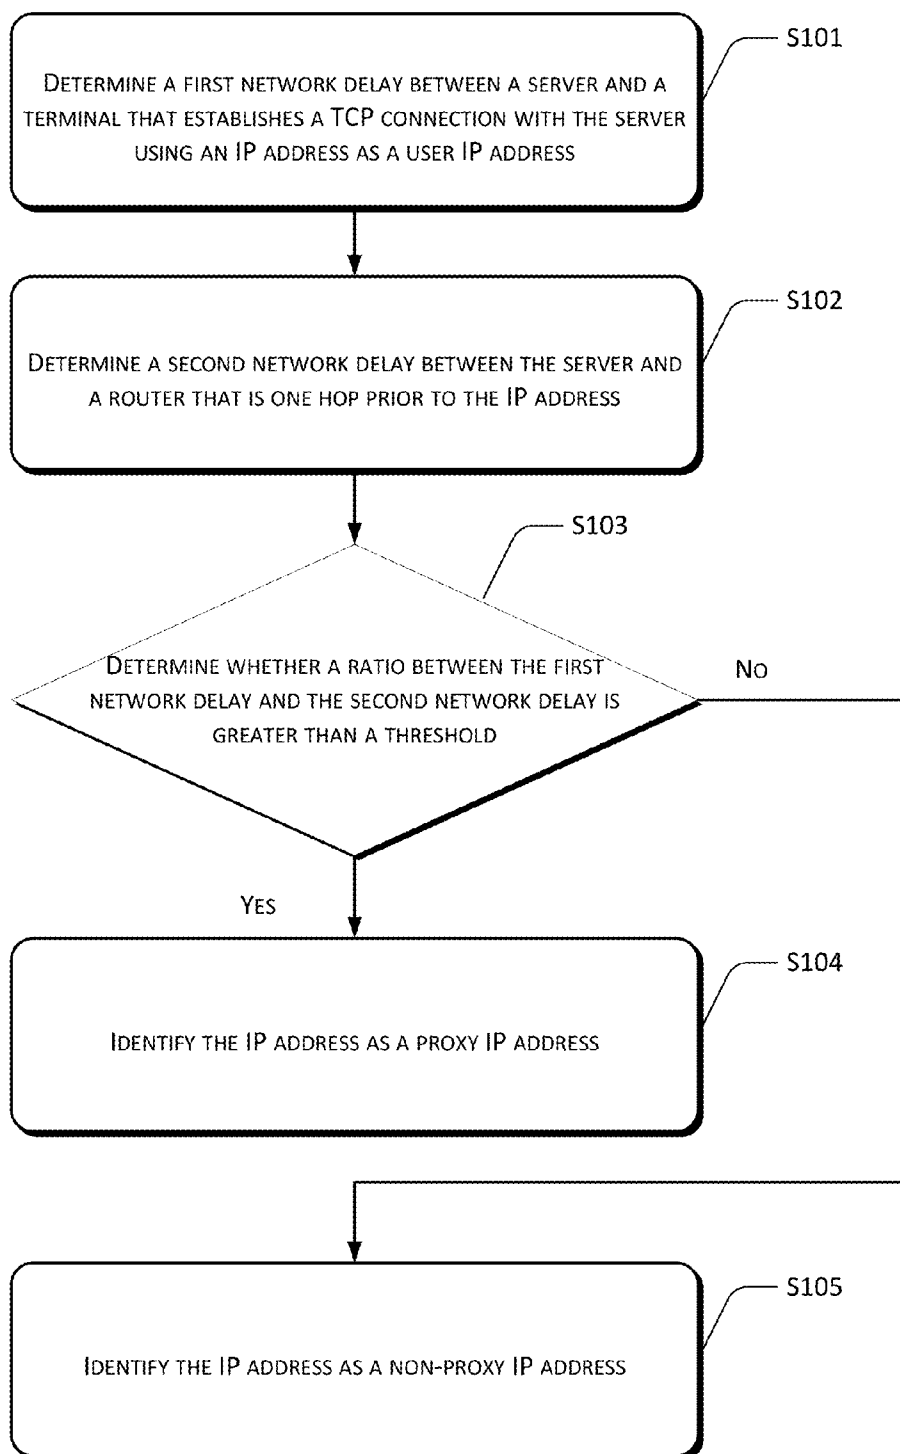 S101
DETERMINE A FIRST NETWORK DELAY BETWEEN A SERVER AND A
TERMINAL THAT ESTABLISHES A TCP CONNECTION WITH THE SERVER
USING AN IP ADDRESS AS A USER IP ADDRESS
S102
DETERMINE A SECOND NETWORK DELAY BETWEEN THE SERVER AND
A ROUTER THAT IS ONE HOP PRIOR TO THE IP ADDRESS
S103
DETERMINE WHETHER A RATIO BETWEEN THE FIRST
NETWORK DELAY AND THE SECOND NETWORK DELAY IS
GREATER THAN A THRESHOLD
NO
YES
S104
IDENTIFY THE IP ADDRESS AS A PROXY IP ADDRESS
S105
IDENTIFY THE IP ADDRESS AS A NON-PROXY IP ADDRESS